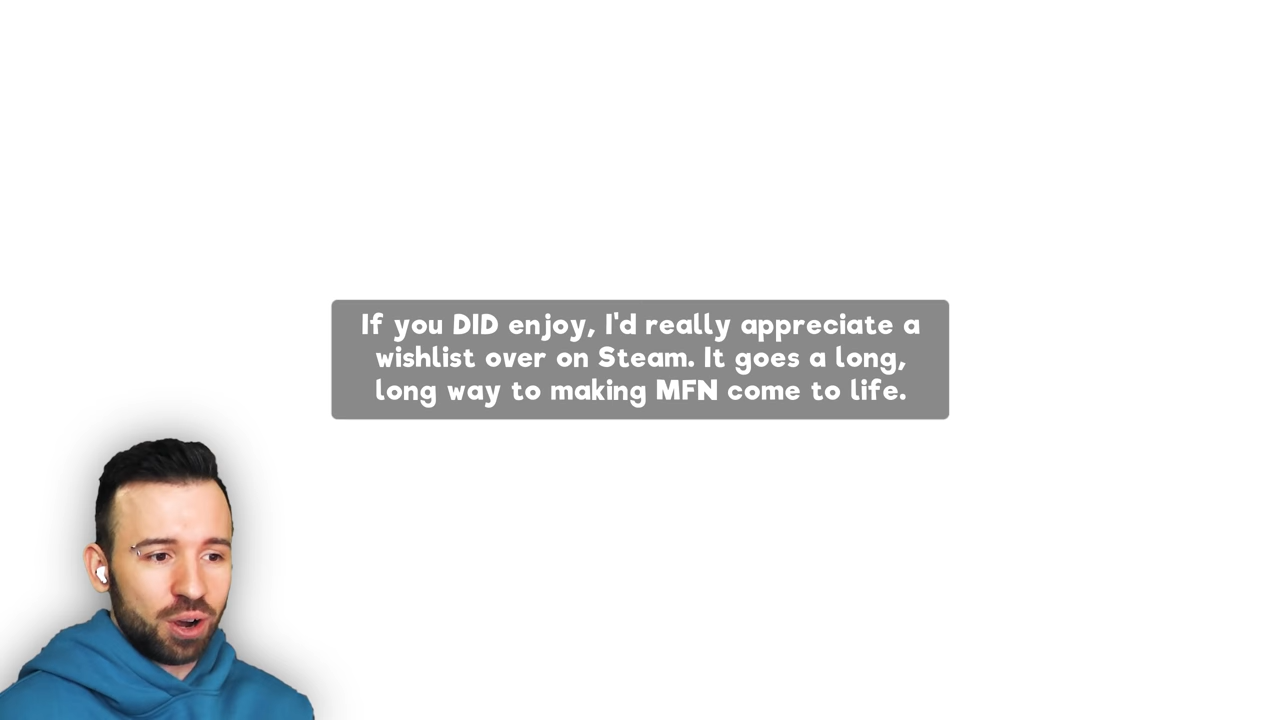 If you DID enjoy, I'd really appreciate a
wishlist over on Steam. It goes a long,
long way to making MFN come to life.